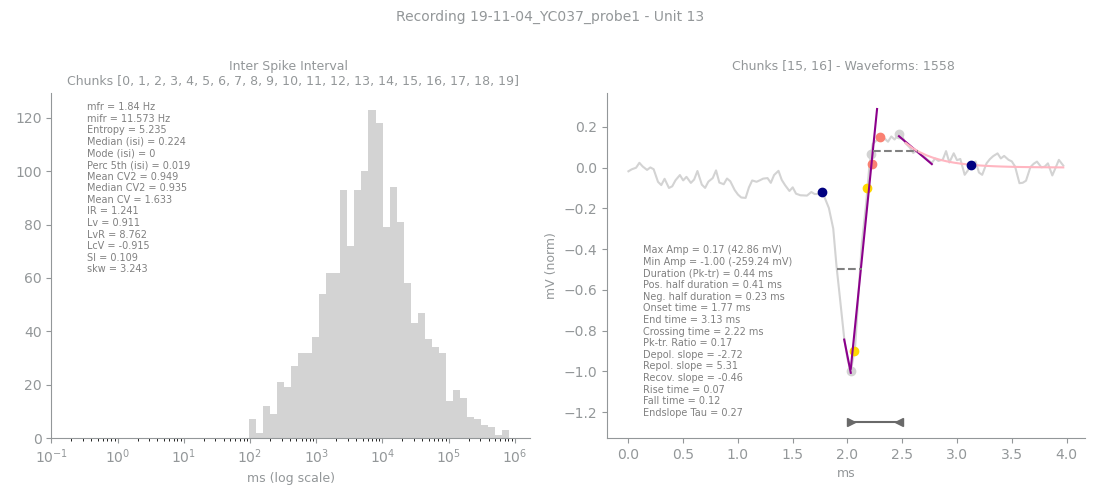 Recording 19-11-04_YC037_probe1 - Unit 13
Inter Spike Interval
Chunks [0, 1, 2, 3, 4, 5, 6, 7, 8, 9, 10, 11, 12, 13, 14, 15, 16, 17, 18, 19]
mfr = 1.84 Hz
mifr = 11.573 Hz
Entropy = 5.235
Median (isi) = 0.224
Mode (isi) = 0
Perc 5th (isi) = 0.019
Mean CV2 = 0.949
Median CV2 = 0.935
Mean CV = 1.633
IR = 1.241
Lv = 0.911
LvR = 8.762
LcV = -0.915
SI = 0.109
skw = 3.243
120
100
80
60
40
20
0
10⁻¹ 10⁰ 10¹ 10² 10³ 10⁴ 10⁵ 10⁶
ms (log scale)
Chunks [15, 16] - Waveforms: 1558
mV (norm)
0.2
0.0
−0.2
−0.4
−0.6
−0.8
−1.0
−1.2
Max Amp = 0.17 (42.86 mV)
Min Amp = -1.00 (-259.24 mV)
Duration (Pk-tr) = 0.44 ms
Pos. half duration = 0.41 ms
Neg. half duration = 0.23 ms
Onset time = 1.77 ms
End time = 3.13 ms
Crossing time = 2.22 ms
Pk-tr. Ratio = 0.17
Depol. slope = -2.72
Repol. slope = 5.31
Recov. slope = -0.46
Rise time = 0.07
Fall time = 0.12
Endslope Tau = 0.27
0.0 0.5 1.0 1.5 2.0 2.5 3.0 3.5 4.0
ms